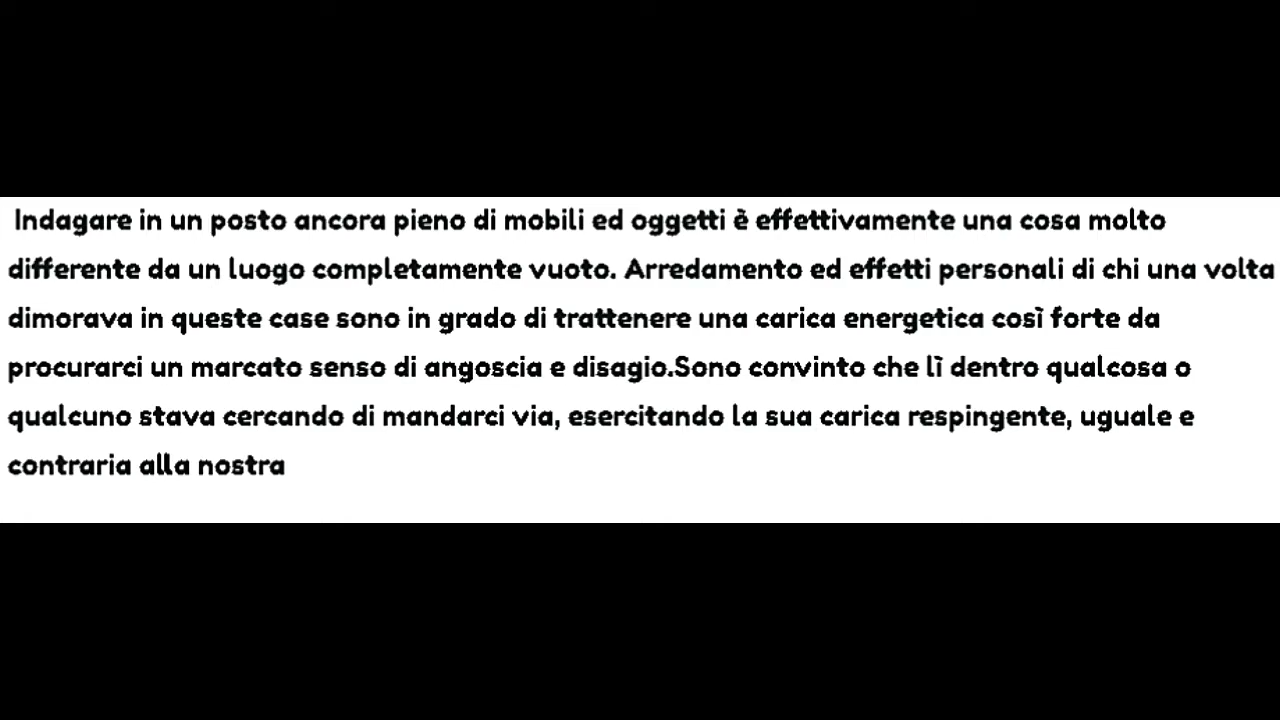 Indagare in un posto ancora pieno di mobili ed oggetti è effettivamente una cosa molto
differente da un luogo completamente vuoto. Arredamento ed effetti personali di chi una volta
dimorava in queste case sono in grado di trattenere una carica energetica così forte da
procurarci un marcato senso di angoscia e disagio.Sono convinto che lì dentro qualcosa o
qualcuno stava cercando di mandarci via, esercitando la sua carica respingente, uguale e
contraria alla nostra